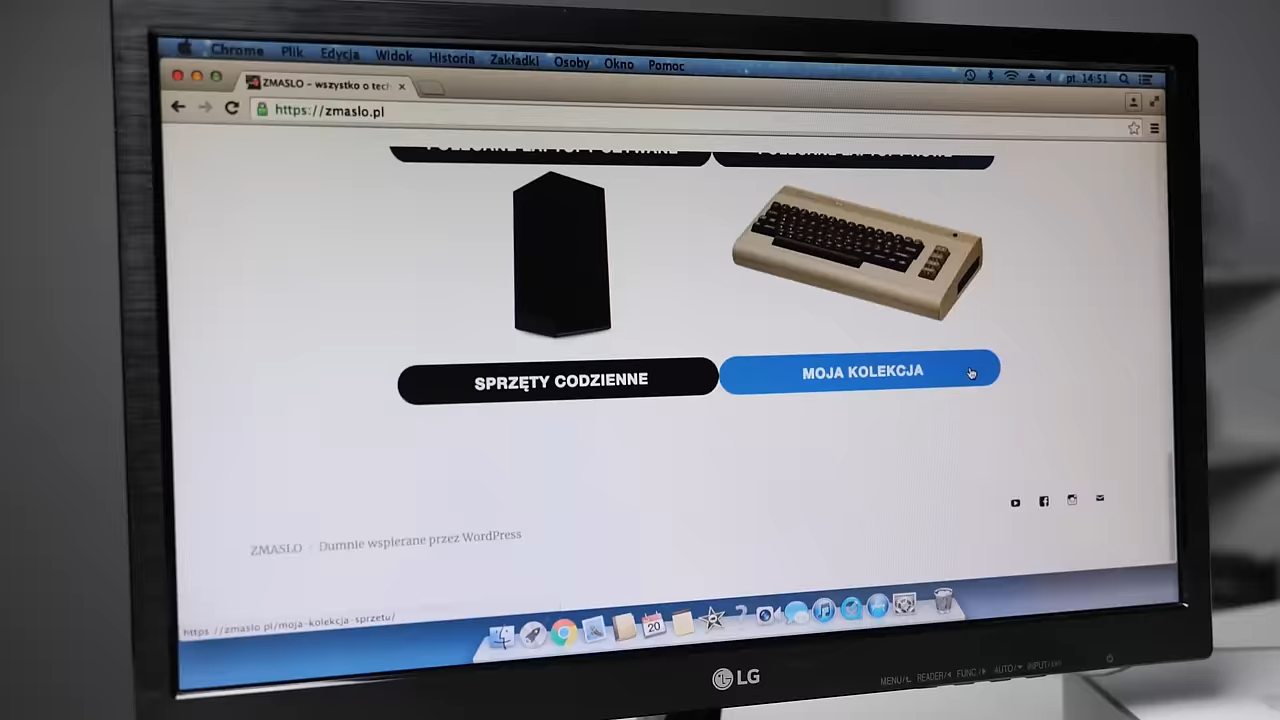 Chrome Plik Edycja Widok Historia Zakładki Osoby Okno Pomoc pt. 14:51
ZMASLO – wszystko o tech
https://zmaslo.pl
SPRZĘTY CODZIENNE
MOJA KOLEKCJA
ZMASLO Dumnie wspierane przez WordPress
https://zmaslo.pl/moja-kolekcja-sprzetu/
20
LG
MENU/ READER/ FUNC./ AUTO/ INPUT/